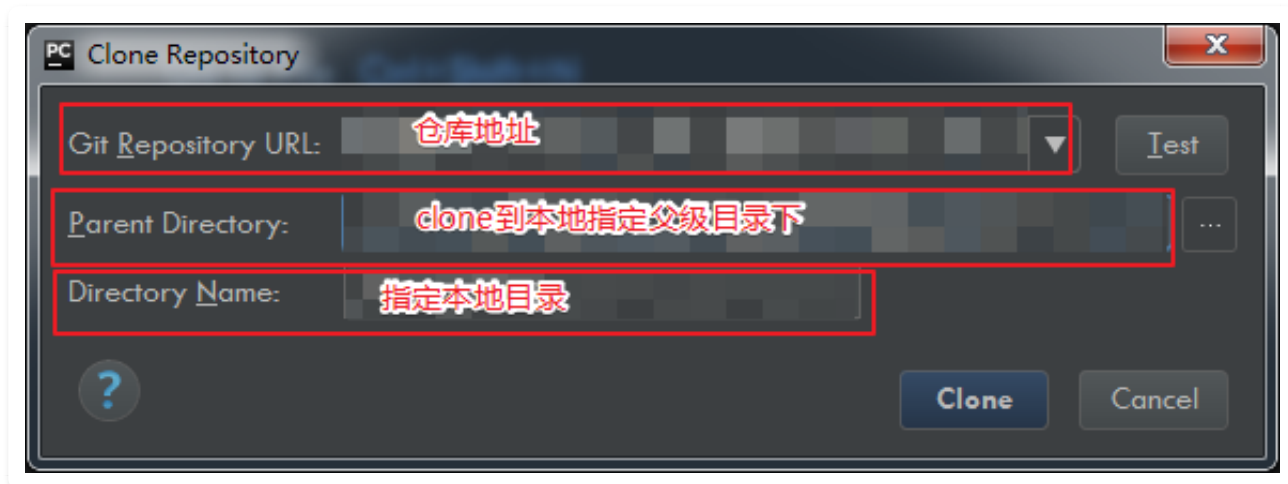 PC Clone Repository
Git Repository URL: 仓库地址 Test
Parent Directory: clone到本地指定父级目录下 ...
Directory Name: 指定本地目录
? Clone Cancel